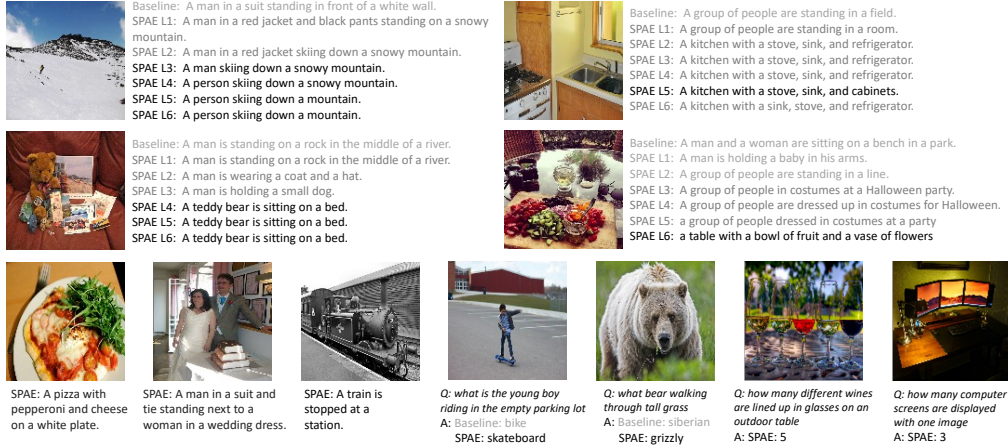 Baseline: A man in a suit standing in front of a white wall.
SPAE L1: A man in a red jacket and black pants standing on a snowy
mountain.
SPAE L2: A man in a red jacket skiing down a snowy mountain.
SPAE L3: A man skiing down a snowy mountain.
SPAE L4: A person skiing down a snowy mountain.
SPAE L5: A person skiing down a mountain.
SPAE L6: A person skiing down a mountain.
Baseline: A group of people are standing in a field.
SPAE L1: A group of people are standing in a room.
SPAE L2: A kitchen with a stove, sink, and refrigerator.
SPAE L3: A kitchen with a stove, sink, and refrigerator.
SPAE L4: A kitchen with a stove, sink, and refrigerator.
SPAE L5: A kitchen with a stove, sink, and cabinets.
SPAE L6: A kitchen with a sink, stove, and refrigerator.
Baseline: A man is standing on a rock in the middle of a river.
SPAE L1: A man is standing on a rock in the middle of a river.
SPAE L2: A man is wearing a coat and a hat.
SPAE L3: A man is holding a small dog.
SPAE L4: A teddy bear is sitting on a bed.
SPAE L5: A teddy bear is sitting on a bed.
SPAE L6: A teddy bear is sitting on a bed.
Baseline: A man and a woman are sitting on a bench in a park.
SPAE L1: A man is holding a baby in his arms.
SPAE L2: A group of people are standing in a line.
SPAE L3: A group of people in costumes at a Halloween party.
SPAE L4: A group of people are dressed up in costumes for Halloween.
SPAE L5: a group of people dressed in costumes at a party
SPAE L6: a table with a bowl of fruit and a vase of flowers
SPAE: A pizza with
pepperoni and cheese
on a white plate.
SPAE: A man in a suit and
tie standing next to a
woman in a wedding dress.
SPAE: A train is
stopped at a
station.
Q: what is the young boy
riding in the empty parking lot
A: Baseline: bike
SPAE: skateboard
Q: what bear walking
through tall grass
A: Baseline: siberian
SPAE: grizzly
Q: how many different wines
are lined up in glasses on an
outdoor table
A: SPAE: 5
Q: how many computer
screens are displayed
with one image
A: SPAE: 3